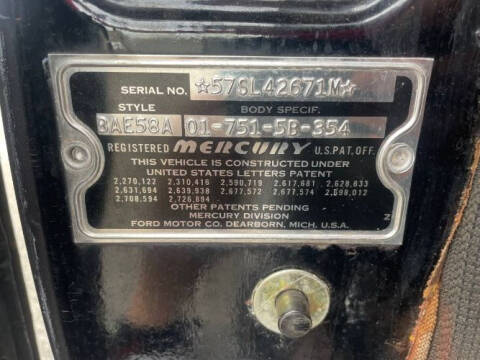 SERIAL NO. ☆57SL42671M☆
STYLE BODY SPECIF.
BAE58A 01-751-5B-354
REGISTERED MERCURY U.S. PAT. OFF.
THIS VEHICLE IS CONSTRUCTED UNDER
UNITED STATES LETTERS PATENT
2,270,122 2,310,416 2,590,719 2,617,681 2,628,833
2,631,694 2,639,938 2,677,572 2,677,574 2,698,012
2,708,594 2,726,894
OTHER PATENTS PENDING
MERCURY DIVISION
FORD MOTOR CO. DEARBORN, MICH. U.S.A.
N